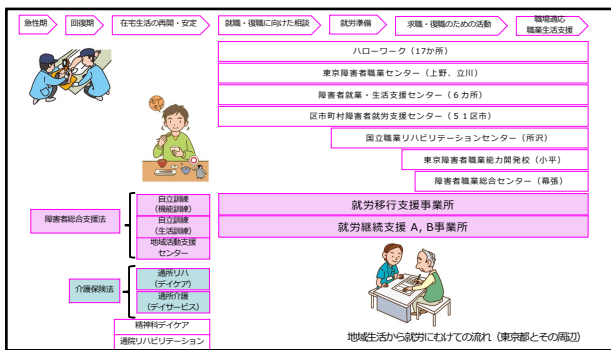 急性期
回復期
在宅生活の再開・安定
就職・復職に向けた相談
就労準備
求職・復職のための活動
職場適応
職業生活支援
ハローワーク（17か所）
東京障害者職業センター（上野、立川）
障害者就業・生活支援センター（６カ所）
区市町村障害者就労支援センター（５１区市）
国立職業リハビリテーションセンター（所沢）
東京障害者職業能力開発校（小平）
障害者職業総合センター（幕張）
障害者総合支援法
自立訓練
（機能訓練）
自立訓練
（生活訓練）
地域活動支援
センター
就労移行支援事業所
就労継続支援 A, B事業所
介護保険法
通所リハ
（デイケア）
通所介護
（デイサービス）
精神科デイケア
通院リハビリテーション
地域生活から就労にむけての流れ（東京都とその周辺）